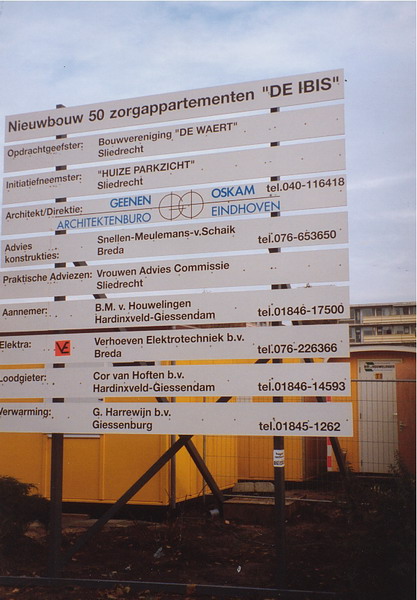 Nieuwbouw 50 zorgappartementen "DE IBIS"
Opdrachtgeefster: Bouwvereniging "DE WAERT"
Sliedrecht
Initiatiefneemster: "HUIZE PARKZICHT"
Sliedrecht
Architekt/Direktie: GEENEN OSKAM tel.040-116418
ARCHITEKTENBURO EINDHOVEN
Advies konstrukties: Snellen-Meulemans-v.Schaik
Breda tel.076-653650
Praktische Adviezen: Vrouwen Advies Commissie
Sliedrecht
Aannemer: B.M. v. Houwelingen
Hardinxveld-Giessendam tel.01846-17500
Elektra: VE Verhoeven Elektrotechniek b.v.
Breda tel.076-226366
Loodgieter: Cor van Hoften b.v.
Hardinxveld-Giessendam tel.01846-14593
Verwarming: G. Harrewijn b.v.
Giessenburg tel.01845-1262